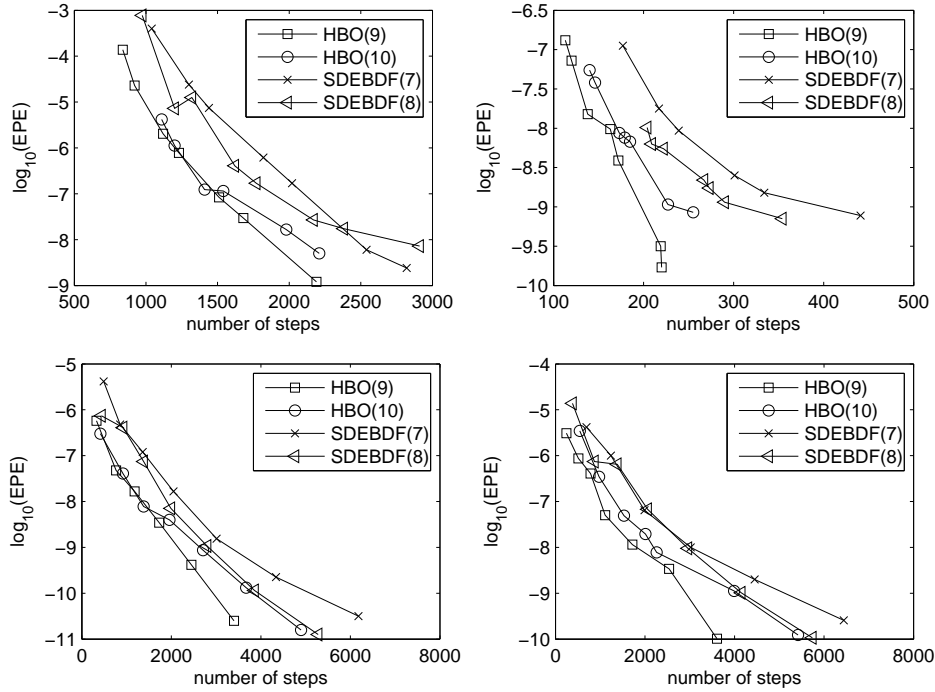 −3
−4
−5
−6
−7
−8
−9
log10(EPE)
500 1000 1500 2000 2500 3000
number of steps
HBO(9)
HBO(10)
SDEBDF(7)
SDEBDF(8)
−6.5
−7
−7.5
−8
−8.5
−9
−9.5
−10
log10(EPE)
100 200 300 400 500
number of steps
HBO(9)
HBO(10)
SDEBDF(7)
SDEBDF(8)
−5
−6
−7
−8
−9
−10
−11
log10(EPE)
0 2000 4000 6000 8000
number of steps
HBO(9)
HBO(10)
SDEBDF(7)
SDEBDF(8)
−4
−5
−6
−7
−8
−9
−10
log10(EPE)
0 2000 4000 6000 8000
number of steps
HBO(9)
HBO(10)
SDEBDF(7)
SDEBDF(8)